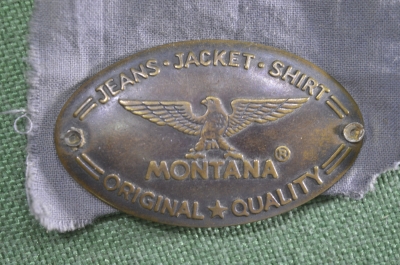 JEANS - JACKET - SHIRT
MONTANA ®
ORIGINAL ★ QUALITY